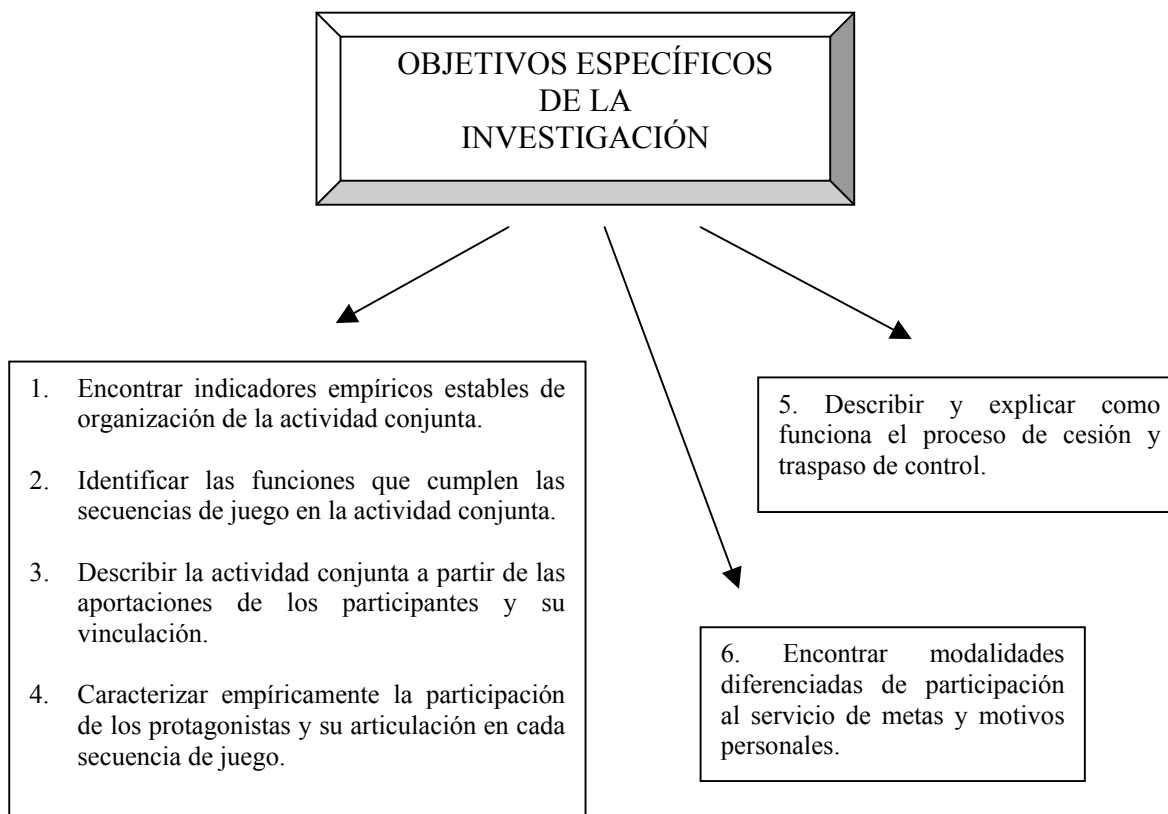 OBJETIVOS ESPECÍFICOS
DE LA
INVESTIGACIÓN
1. Encontrar indicadores empíricos estables de
organización de la actividad conjunta.
2. Identificar las funciones que cumplen las
secuencias de juego en la actividad conjunta.
3. Describir la actividad conjunta a partir de las
aportaciones de los participantes y su
vinculación.
4. Caracterizar empíricamente la participación
de los protagonistas y su articulación en cada
secuencia de juego.
5. Describir y explicar como
funciona el proceso de cesión y
traspaso de control.
6. Encontrar modalidades
diferenciadas de participación
al servicio de metas y motivos
personales.